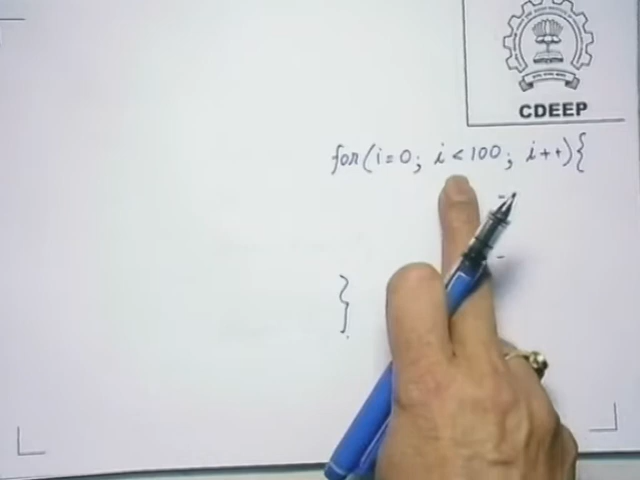 CDEEP
for(i=0; i<100; i++){
}